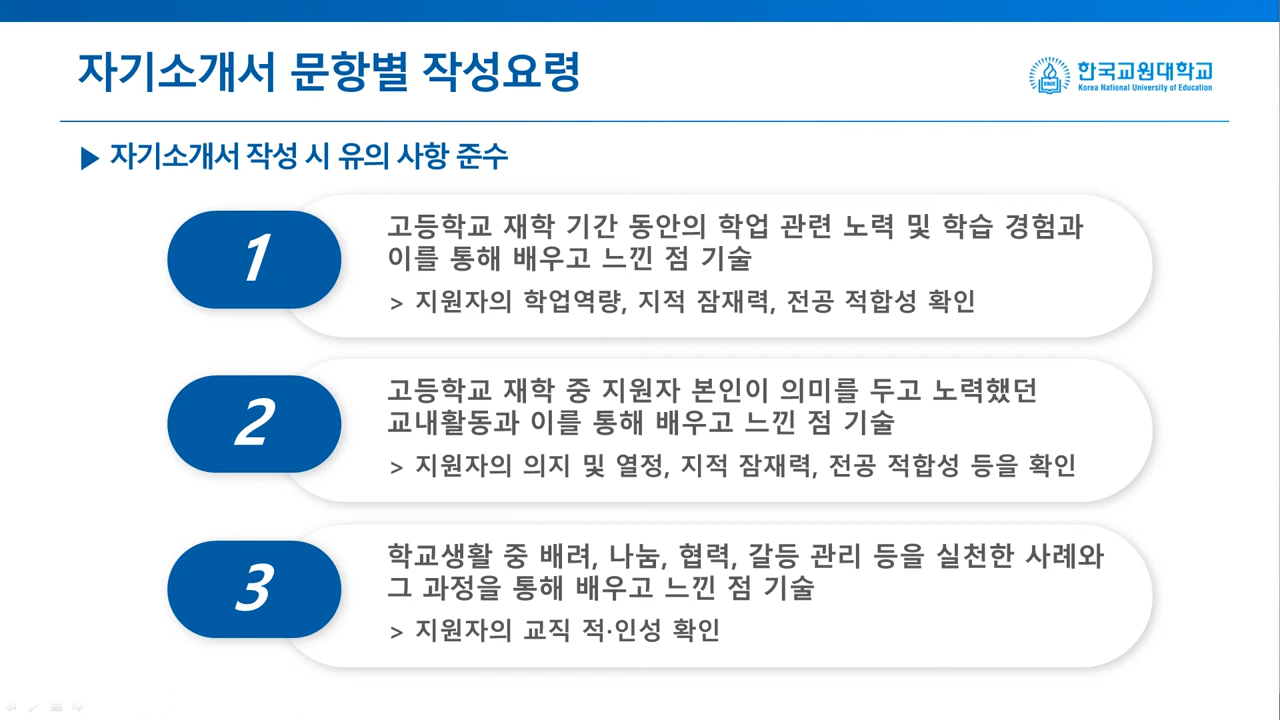 자기소개서 문항별 작성요령
한국교원대학교
Korea National University of Education
▶ 자기소개서 작성 시 유의 사항 준수
1
고등학교 재학 기간 동안의 학업 관련 노력 및 학습 경험과
이를 통해 배우고 느낀 점 기술
> 지원자의 학업역량, 지적 잠재력, 전공 적합성 확인
2
고등학교 재학 중 지원자 본인이 의미를 두고 노력했던
교내활동과 이를 통해 배우고 느낀 점 기술
> 지원자의 의지 및 열정, 지적 잠재력, 전공 적합성 등을 확인
3
학교생활 중 배려, 나눔, 협력, 갈등 관리 등을 실천한 사례와
그 과정을 통해 배우고 느낀 점 기술
> 지원자의 교직 적·인성 확인